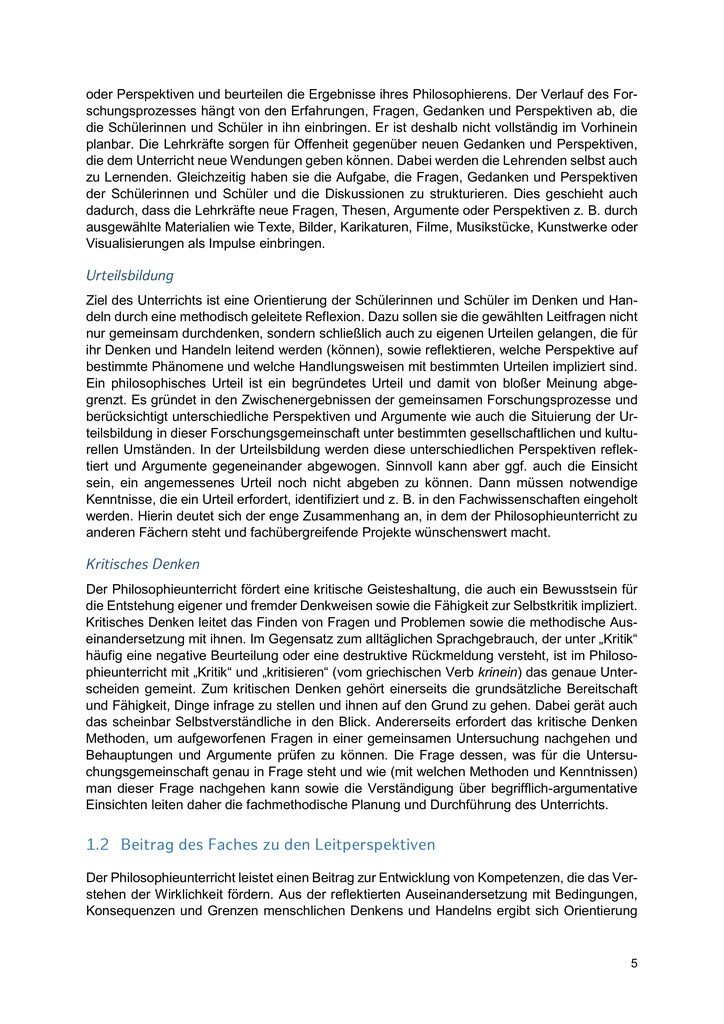 oder Perspektiven und beurteilen die Ergebnisse ihres Philosophierens. Der Verlauf des For-
schungsprozesses hängt von den Erfahrungen, Fragen, Gedanken und Perspektiven ab, die
die Schülerinnen und Schüler in ihn einbringen. Er ist deshalb nicht vollständig im Vorhinein
planbar. Die Lehrkräfte sorgen für Offenheit gegenüber neuen Gedanken und Perspektiven,
die dem Unterricht neue Wendungen geben können. Dabei werden die Lehrenden selbst auch
zu Lernenden. Gleichzeitig haben sie die Aufgabe, die Fragen, Gedanken und Perspektiven
der Schülerinnen und Schüler und die Diskussionen zu strukturieren. Dies geschieht auch
dadurch, dass die Lehrkräfte neue Fragen, Thesen, Argumente oder Perspektiven z. B. durch
ausgewählte Materialien wie Texte, Bilder, Karikaturen, Filme, Musikstücke, Kunstwerke oder
Visualisierungen als Impulse einbringen.
Urteilsbildung
Ziel des Unterrichts ist eine Orientierung der Schülerinnen und Schüler im Denken und Han-
deln durch eine methodisch geleitete Reflexion. Dazu sollen sie die gewählten Leitfragen nicht
nur gemeinsam durchdenken, sondern schließlich auch zu eigenen Urteilen gelangen, die für
ihr Denken und Handeln leitend werden (können), sowie reflektieren, welche Perspektive auf
bestimmte Phänomene und welche Handlungsweisen mit bestimmten Urteilen impliziert sind.
Ein philosophisches Urteil ist ein begründetes Urteil und damit von bloßer Meinung abge-
grenzt. Es gründet in den Zwischenergebnissen der gemeinsamen Forschungsprozesse und
berücksichtigt unterschiedliche Perspektiven und Argumente wie auch die Situierung der Ur-
teilsbildung in dieser Forschungsgemeinschaft unter bestimmten gesellschaftlichen und kultu-
rellen Umständen. In der Urteilsbildung werden diese unterschiedlichen Perspektiven reflek-
tiert und Argumente gegeneinander abgewogen. Sinnvoll kann aber ggf. auch die Einsicht
sein, ein angemessenes Urteil noch nicht abgeben zu können. Dann müssen notwendige
Kenntnisse, die ein Urteil erfordert, identifiziert und z. B. in den Fachwissenschaften eingeholt
werden. Hierin deutet sich der enge Zusammenhang an, in dem der Philosophieunterricht zu
anderen Fächern steht und fachübergreifende Projekte wünschenswert macht.
Kritisches Denken
Der Philosophieunterricht fördert eine kritische Geisteshaltung, die auch ein Bewusstsein für
die Entstehung eigener und fremder Denkweisen sowie die Fähigkeit zur Selbstkritik impliziert.
Kritisches Denken leitet das Finden von Fragen und Problemen sowie die methodische Aus-
einandersetzung mit ihnen. Im Gegensatz zum alltäglichen Sprachgebrauch, der unter „Kritik“
häufig eine negative Beurteilung oder eine destruktive Rückmeldung versteht, ist im Philoso-
phieunterricht mit „Kritik“ und „kritisieren“ (vom griechischen Verb krinein) das genaue Unter-
scheiden gemeint. Zum kritischen Denken gehört einerseits die grundsätzliche Bereitschaft
und Fähigkeit, Dinge infrage zu stellen und ihnen auf den Grund zu gehen. Dabei gerät auch
das scheinbar Selbstverständliche in den Blick. Andererseits erfordert das kritische Denken
Methoden, um aufgeworfenen Fragen in einer gemeinsamen Untersuchung nachgehen und
Behauptungen und Argumente prüfen zu können. Die Frage dessen, was für die Untersu-
chungsgemeinschaft genau in Frage steht und wie (mit welchen Methoden und Kenntnissen)
man dieser Frage nachgehen kann sowie die Verständigung über begrifflich-argumentative
Einsichten leiten daher die fachmethodische Planung und Durchführung des Unterrichts.
1.2 Beitrag des Faches zu den Leitperspektiven
Der Philosophieunterricht leistet einen Beitrag zur Entwicklung von Kompetenzen, die das Ver-
stehen der Wirklichkeit fördern. Aus der reflektierten Auseinandersetzung mit Bedingungen,
Konsequenzen und Grenzen menschlichen Denkens und Handelns ergibt sich Orientierung
5